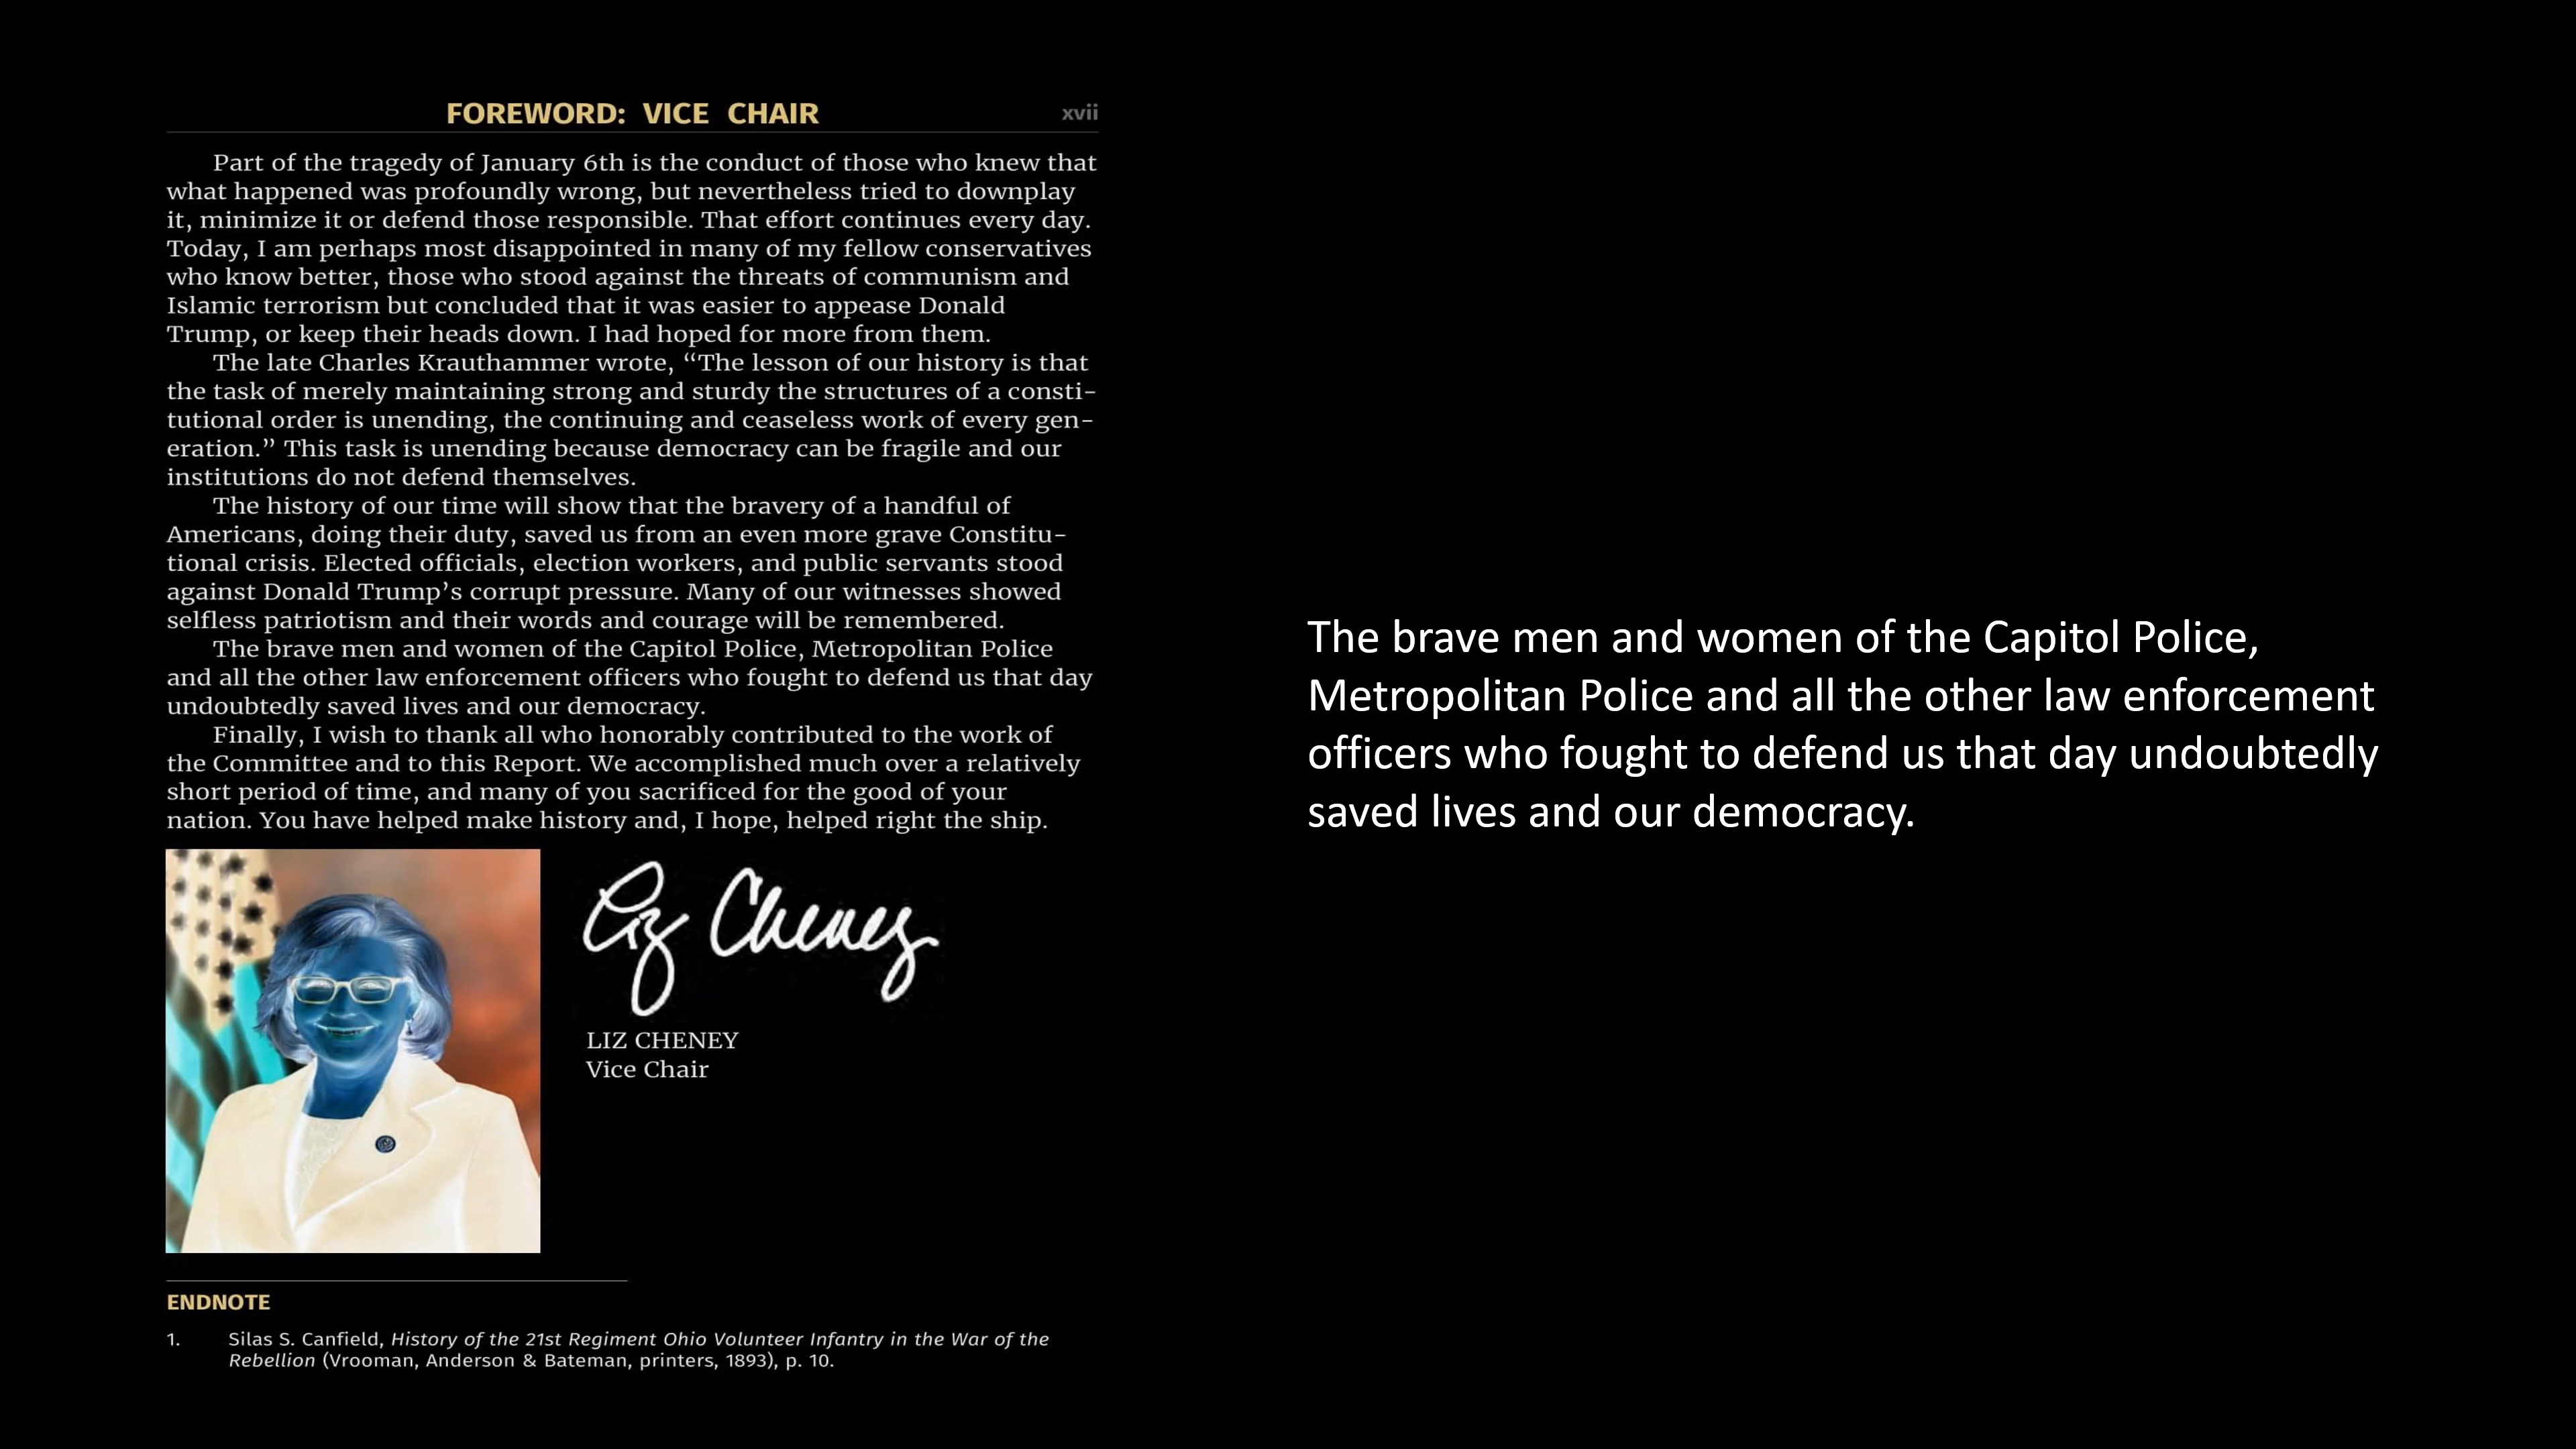 FOREWORD: VICE CHAIR
xvii
Part of the tragedy of January 6th is the conduct of those who knew that
what happened was profoundly wrong, but nevertheless tried to downplay
it, minimize it or defend those responsible. That effort continues every day.
Today, I am perhaps most disappointed in many of my fellow conservatives
who know better, those who stood against the threats of communism and
Islamic terrorism but concluded that it was easier to appease Donald
Trump, or keep their heads down. I had hoped for more from them.
The late Charles Krauthammer wrote, “The lesson of our history is that
the task of merely maintaining strong and sturdy the structures of a consti-
tutional order is unending, the continuing and ceaseless work of every gen-
eration.” This task is unending because democracy can be fragile and our
institutions do not defend themselves.
The history of our time will show that the bravery of a handful of
Americans, doing their duty, saved us from an even more grave Constitu-
tional crisis. Elected officials, election workers, and public servants stood
against Donald Trump’s corrupt pressure. Many of our witnesses showed
selfless patriotism and their words and courage will be remembered.
The brave men and women of the Capitol Police, Metropolitan Police
and all the other law enforcement officers who fought to defend us that day
undoubtedly saved lives and our democracy.
Finally, I wish to thank all who honorably contributed to the work of
the Committee and to this Report. We accomplished much over a relatively
short period of time, and many of you sacrificed for the good of your
nation. You have helped make history and, I hope, helped right the ship.
Liz Cheney
LIZ CHENEY
Vice Chair
ENDNOTE
1. Silas S. Canfield, History of the 21st Regiment Ohio Volunteer Infantry in the War of the
Rebellion (Vrooman, Anderson & Bateman, printers, 1893), p. 10.
The brave men and women of the Capitol Police,
Metropolitan Police and all the other law enforcement
officers who fought to defend us that day undoubtedly
saved lives and our democracy.